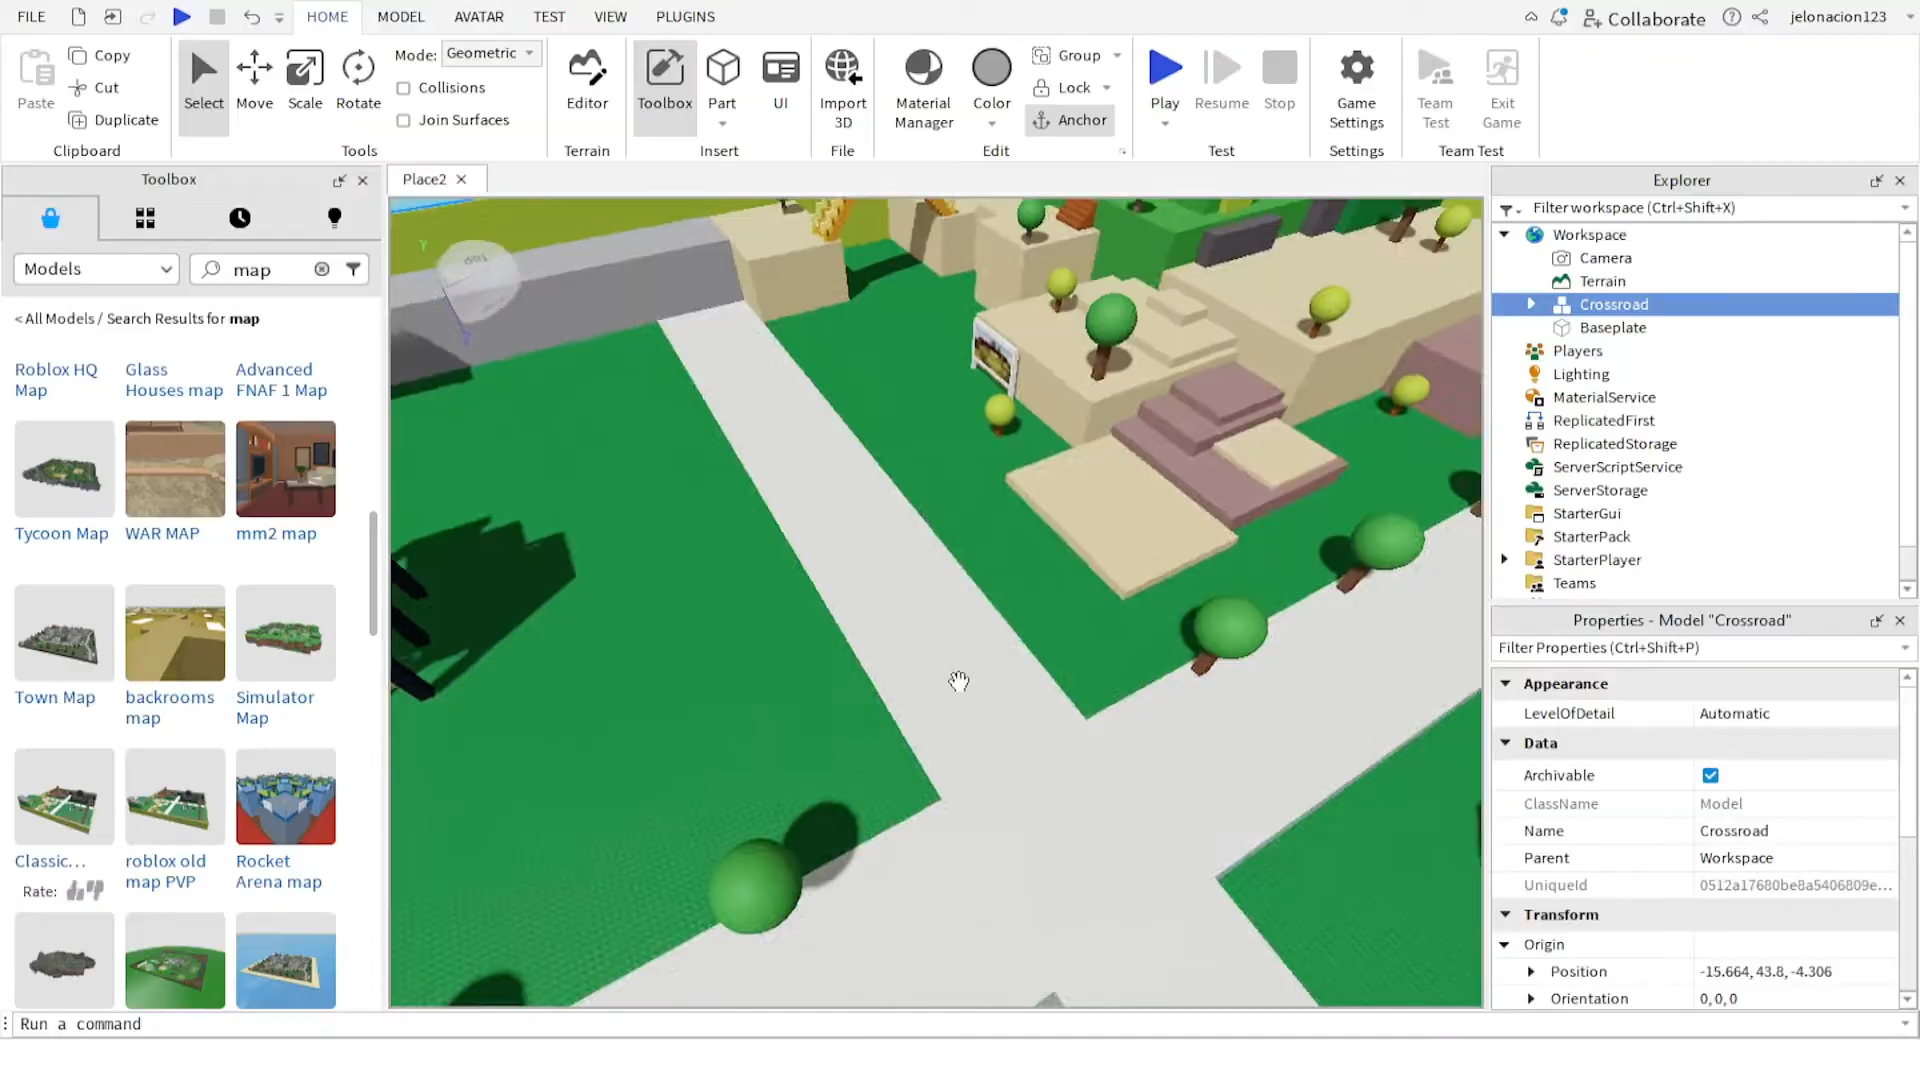 FILE
HOME
MODEL
AVATAR
TEST
VIEW
PLUGINS
Collaborate
jelonacion123
Paste
Copy
Cut
Duplicate
Clipboard
Select
Move
Scale
Rotate
Mode: Geometric
Collisions
Join Surfaces
Tools
Editor
Terrain
Toolbox
Part
UI
Insert
Import
3D
File
Material
Manager
Color
Group
Lock
Anchor
Edit
Play
Resume
Stop
Test
Game
Settings
Settings
Team
Test
Exit
Game
Team Test
Toolbox
Models
map
< All Models / Search Results for map
Roblox HQ
Map
Glass
Houses map
Advanced
FNAF 1 Map
Tycoon Map
WAR MAP
mm2 map
Town Map
backrooms
map
Simulator
Map
Classic...
Rate:
roblox old
map PVP
Rocket
Arena map
Place2
y
Explorer
Filter workspace (Ctrl+Shift+X)
Workspace
Camera
Terrain
Crossroad
Baseplate
Players
Lighting
MaterialService
ReplicatedFirst
ReplicatedStorage
ServerScriptService
ServerStorage
StarterGui
StarterPack
StarterPlayer
Teams
Properties - Model "Crossroad"
Filter Properties (Ctrl+Shift+P)
Appearance
LevelOfDetail Automatic
Data
Archivable
ClassName Model
Name Crossroad
Parent Workspace
UniqueId 0512a17680be8a5406809e...
Transform
Origin
Position -15.664, 43.8, -4.306
Orientation 0, 0, 0
Run a command